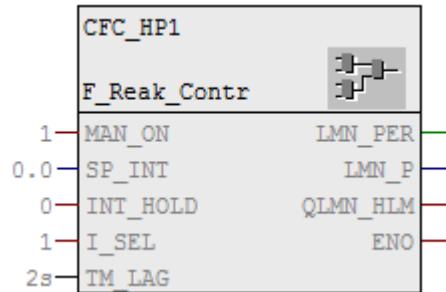 CFC_HP1
F_Reak_Contr
1 MAN_ON LMN_PER
0.0 SP_INT LMN_P
0 INT_HOLD QLMN_HLM
1 I_SEL ENO
2s TM_LAG